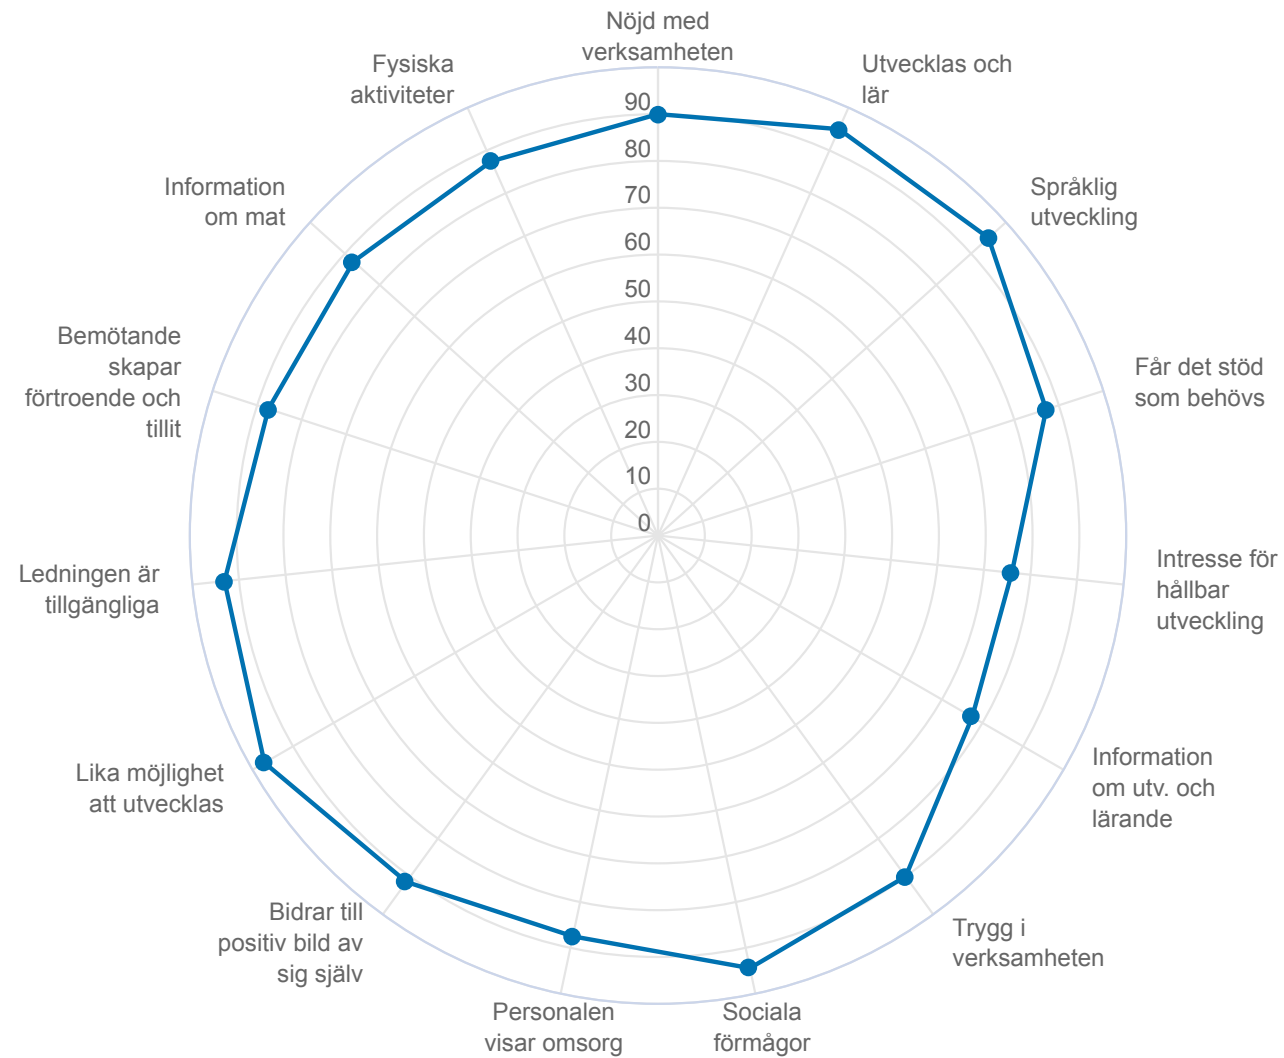 Nöjd med
verksamheten
Utvecklas och
lär
Språklig
utveckling
Får det stöd
som behövs
Intresse för
hållbar
utveckling
Information
om utv. och
lärande
Trygg i
verksamheten
Sociala
förmågor
Personalen
visar omsorg
Bidrar till
positiv bild av
sig själv
Lika möjlighet
att utvecklas
Ledningen är
tillgängliga
Bemötande
skapar
förtroende och
tillit
Information
om mat
Fysiska
aktiviteter
90
80
70
60
50
40
30
20
10
0